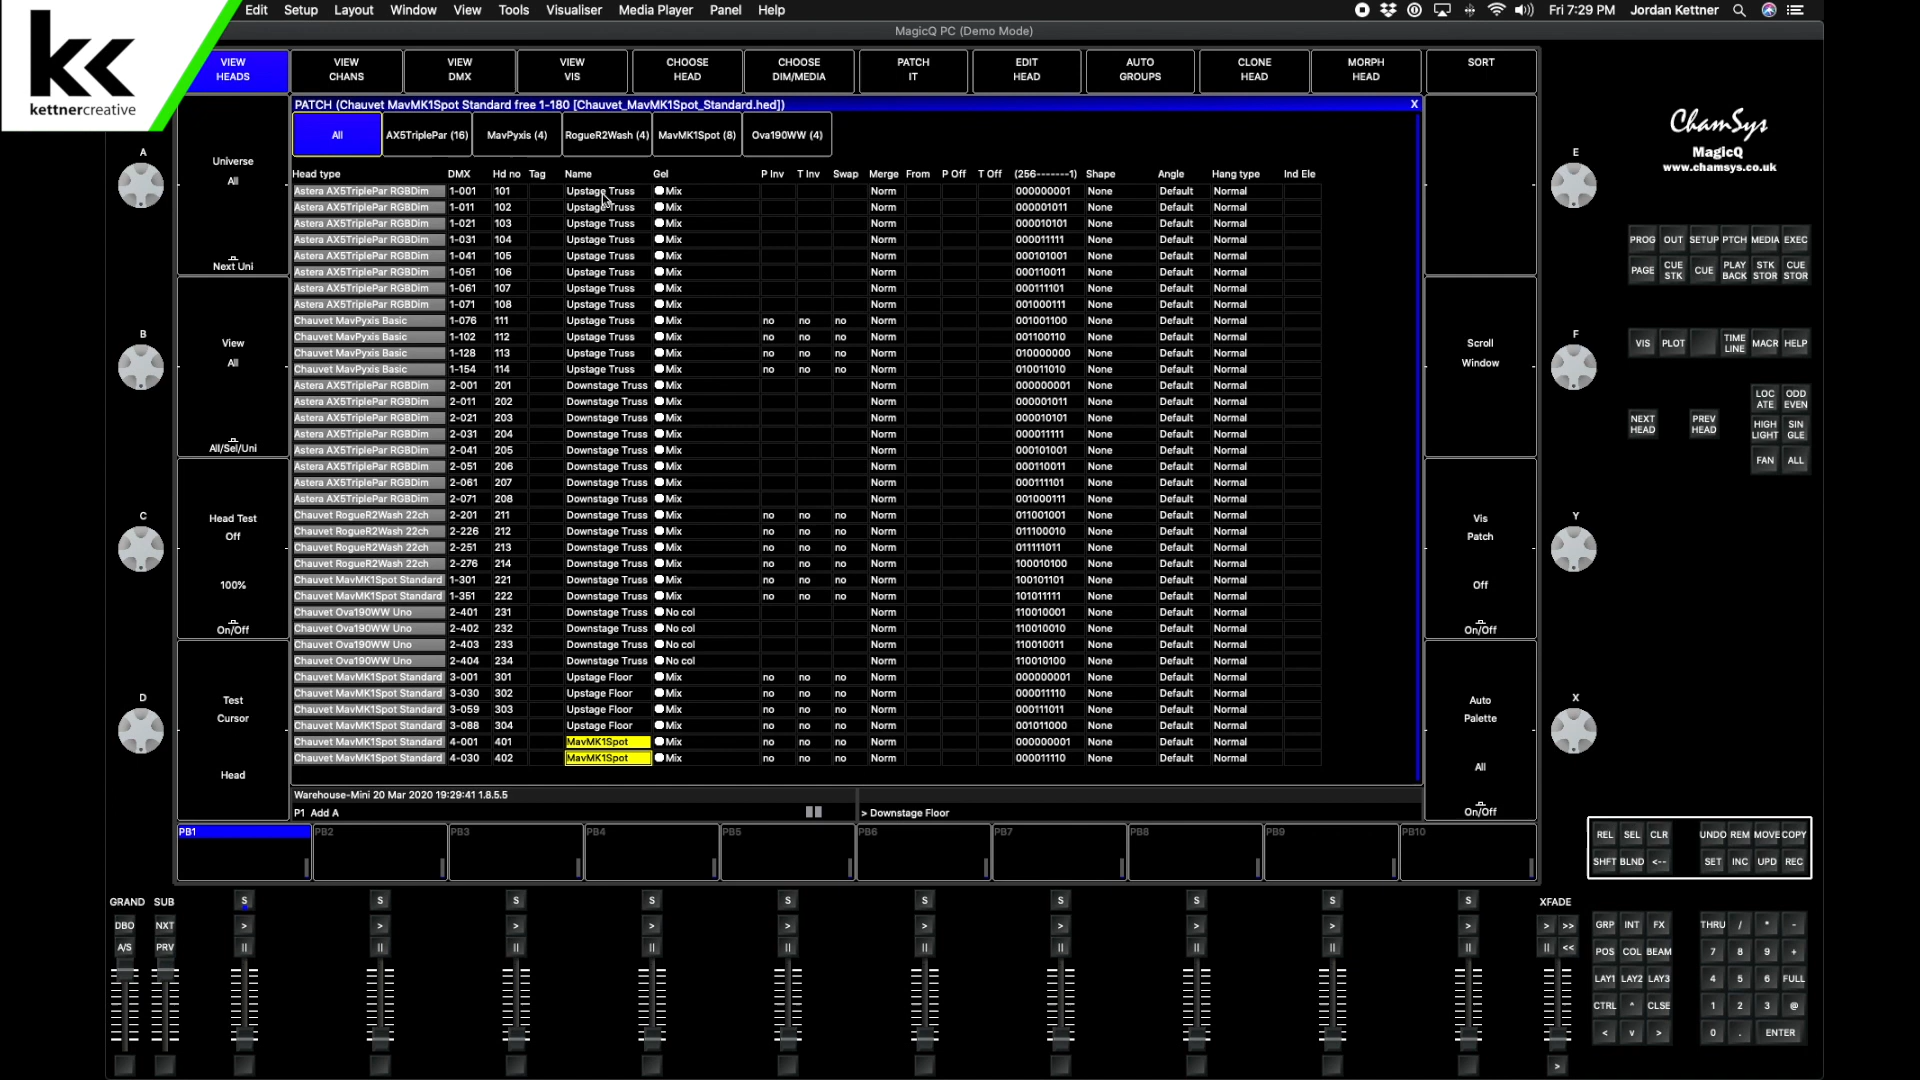 Edit Setup Layout Window View Tools Visualiser Media Player Panel Help Fri 7:29 PM Jordan Kettner
MagicQ PC (Demo Mode)
kc
kettnercreative
VIEW HEADS VIEW CHANS VIEW DMX VIEW VIS CHOOSE HEAD CHOOSE DIM/MEDIA PATCH IT EDIT HEAD AUTO GROUPS CLONE HEAD MORPH HEAD SORT
PATCH (Chauvet MavMK1Spot Standard free 1-180 [Chauvet_MavMK1Spot_Standard.hed]) X
All AX5TriplePar (16) MavPyxis (4) RogueR2Wash (4) MavMK1Spot (8) Ova190WW (4)
Head type DMX Hd no Tag Name Gel P Inv T Inv Swap Merge From P Off T Off (256-------1) Shape Angle Hang type Ind Ele
Astera AX5TriplePar RGBDim 1-001 101 Upstage Truss Mix Norm 000000001 None Default Normal
Astera AX5TriplePar RGBDim 1-011 102 Upstage Truss Mix Norm 000001011 None Default Normal
Astera AX5TriplePar RGBDim 1-021 103 Upstage Truss Mix Norm 000010101 None Default Normal
Astera AX5TriplePar RGBDim 1-031 104 Upstage Truss Mix Norm 000011111 None Default Normal
Astera AX5TriplePar RGBDim 1-041 105 Upstage Truss Mix Norm 000101001 None Default Normal
Astera AX5TriplePar RGBDim 1-051 106 Upstage Truss Mix Norm 000110011 None Default Normal
Astera AX5TriplePar RGBDim 1-061 107 Upstage Truss Mix Norm 000111101 None Default Normal
Astera AX5TriplePar RGBDim 1-071 108 Upstage Truss Mix Norm 001000111 None Default Normal
Chauvet MavPyxis Basic 1-076 111 Upstage Truss Mix no no no Norm 001001100 None Default Normal
Chauvet MavPyxis Basic 1-102 112 Upstage Truss Mix no no no Norm 001100110 None Default Normal
Chauvet MavPyxis Basic 1-128 113 Upstage Truss Mix no no no Norm 010000000 None Default Normal
Chauvet MavPyxis Basic 1-154 114 Upstage Truss Mix no no no Norm 010011010 None Default Normal
Astera AX5TriplePar RGBDim 2-001 201 Downstage Truss Mix Norm 000000001 None Default Normal
Astera AX5TriplePar RGBDim 2-011 202 Downstage Truss Mix Norm 000001011 None Default Normal
Astera AX5TriplePar RGBDim 2-021 203 Downstage Truss Mix Norm 000010101 None Default Normal
Astera AX5TriplePar RGBDim 2-031 204 Downstage Truss Mix Norm 000011111 None Default Normal
Astera AX5TriplePar RGBDim 2-041 205 Downstage Truss Mix Norm 000101001 None Default Normal
Astera AX5TriplePar RGBDim 2-051 206 Downstage Truss Mix Norm 000110011 None Default Normal
Astera AX5TriplePar RGBDim 2-061 207 Downstage Truss Mix Norm 000111101 None Default Normal
Astera AX5TriplePar RGBDim 2-071 208 Downstage Truss Mix Norm 001000111 None Default Normal
Chauvet RogueR2Wash 22ch 2-201 211 Downstage Truss Mix no no no Norm 011001001 None Default Normal
Chauvet RogueR2Wash 22ch 2-226 212 Downstage Truss Mix no no no Norm 011100010 None Default Normal
Chauvet RogueR2Wash 22ch 2-251 213 Downstage Truss Mix no no no Norm 011111011 None Default Normal
Chauvet RogueR2Wash 22ch 2-276 214 Downstage Truss Mix no no no Norm 100010100 None Default Normal
Chauvet MavMK1Spot Standard 1-301 221 Downstage Truss Mix no no no Norm 100101101 None Default Normal
Chauvet MavMK1Spot Standard 1-351 222 Downstage Truss Mix no no no Norm 101011111 None Default Normal
Chauvet Ova190WW Uno 2-401 231 Downstage Truss No col Norm 110010001 None Default Normal
Chauvet Ova190WW Uno 2-402 232 Downstage Truss No col Norm 110010010 None Default Normal
Chauvet Ova190WW Uno 2-403 233 Downstage Truss No col Norm 110010011 None Default Normal
Chauvet Ova190WW Uno 2-404 234 Downstage Truss No col Norm 110010100 None Default Normal
Chauvet MavMK1Spot Standard 3-001 301 Upstage Floor Mix no no no Norm 000000001 None Default Normal
Chauvet MavMK1Spot Standard 3-030 302 Upstage Floor Mix no no no Norm 000011110 None Default Normal
Chauvet MavMK1Spot Standard 3-059 303 Upstage Floor Mix no no no Norm 000111011 None Default Normal
Chauvet MavMK1Spot Standard 3-088 304 Upstage Floor Mix no no no Norm 001011000 None Default Normal
Chauvet MavMK1Spot Standard 4-001 401 MavMK1Spot Mix no no no Norm 000000001 None Default Normal
Chauvet MavMK1Spot Standard 4-030 402 MavMK1Spot Mix no no no Norm 000011110 None Default Normal
Warehouse-Mini 20 Mar 2020 19:29:41 1.8.5.5
P1 Add A > Downstage Floor
A
Universe
All
Next Uni
B
View
All
All/Sel/Uni
C
Head Test
Off
100%
On/Off
D
Test
Cursor
Head
E
F
Scroll
Window
Y
Vis
Patch
Off
On/Off
X
Auto
Palette
All
On/Off
ChamSys
MagicQ
www.chamsys.co.uk
PROG OUT SETUP PTCH MEDIA EXEC
PAGE CUE STK CUE PLAY BACK STK STOR CUE STOR
VIS PLOT TIME LINE MACR HELP
LOC ATE ODD EVEN
NEXT HEAD PREV HEAD HIGH LIGHT SIN GLE
FAN ALL
PB1 PB2 PB3 PB4 PB5 PB6 PB7 PB8 PB9 PB10
REL SEL CLR UNDO REM MOVE COPY
SHFT BLND <-- SET INC UPD REC
GRAND SUB S S S S S S S S S S XFADE
DBO NXT > > > > > > > > > > > >>
A/S PRV || || || || || || || || || || || <<
GRP INT FX THRU / * -
POS COL BEAM 7 8 9 +
LAY1 LAY2 LAY3 4 5 6 FULL
CTRL ^ CLSE 1 2 3 @
< v > 0 . ENTER
>